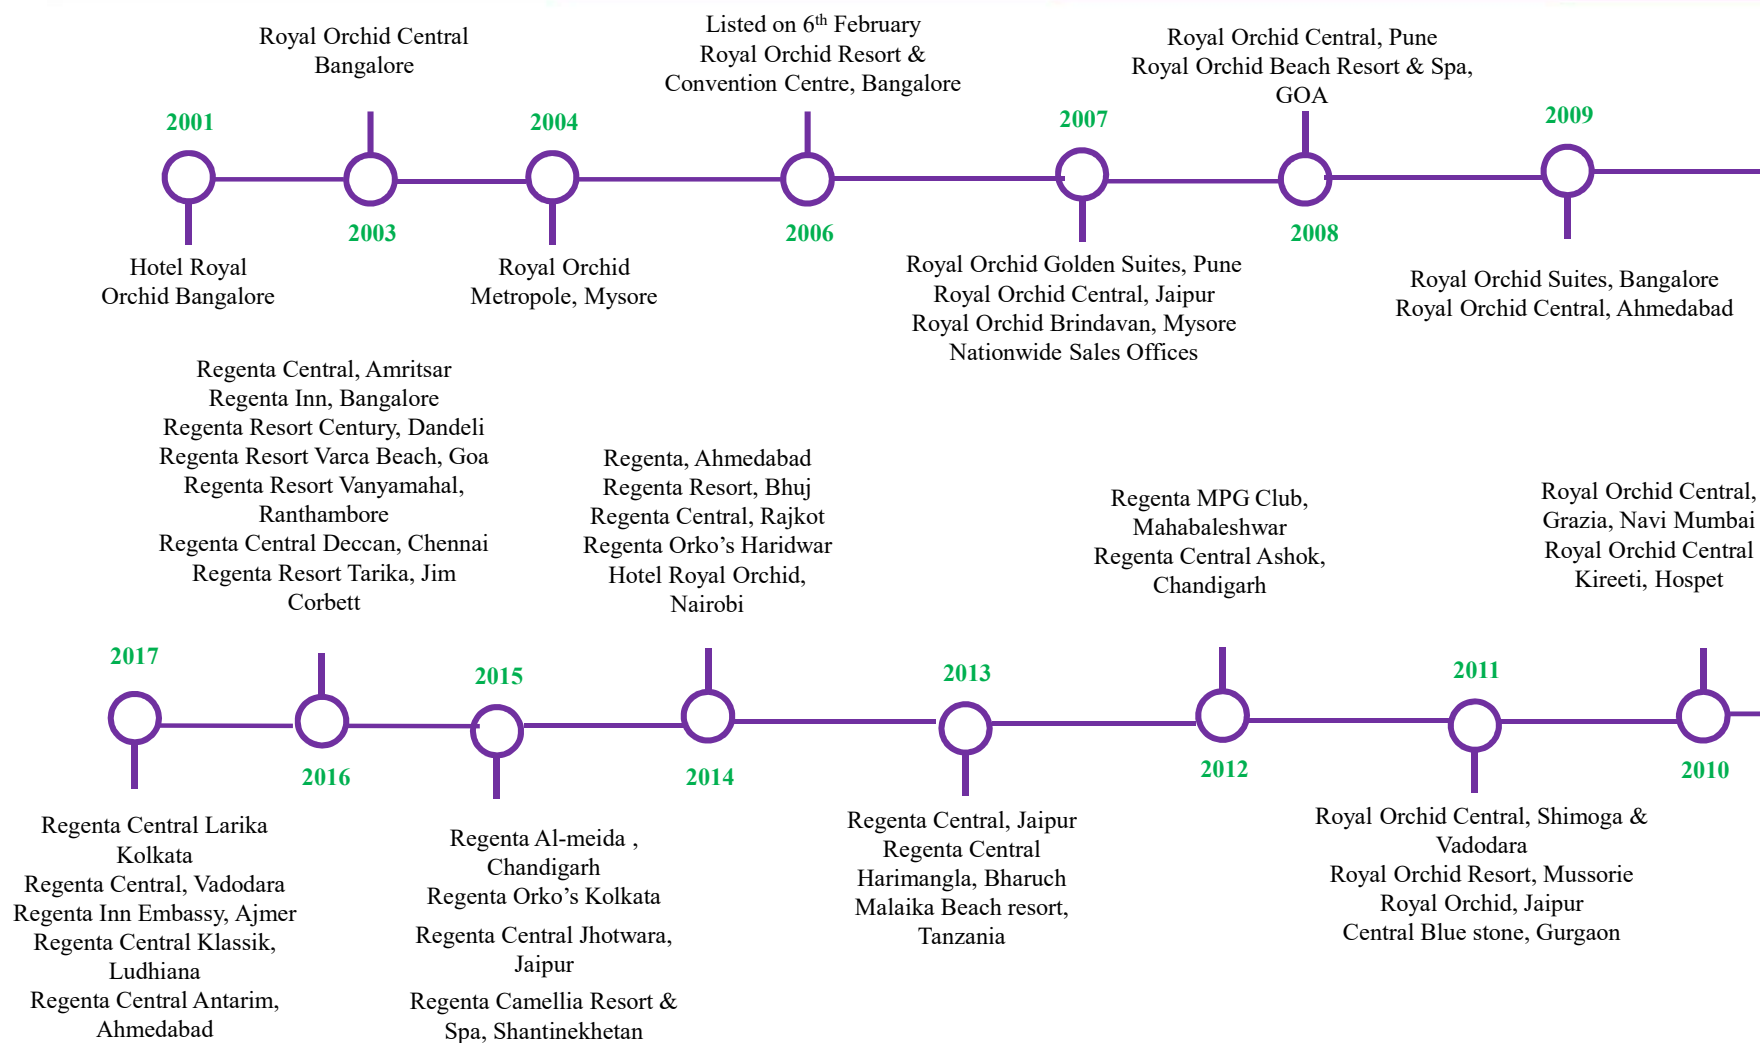 2001
Hotel Royal
Orchid Bangalore
Royal Orchid Central
Bangalore
2003
2004
Royal Orchid
Metropole, Mysore
Listed on 6th February
Royal Orchid Resort &
Convention Centre, Bangalore
2006
2007
Royal Orchid Golden Suites, Pune
Royal Orchid Central, Jaipur
Royal Orchid Brindavan, Mysore
Nationwide Sales Offices
Royal Orchid Central, Pune
Royal Orchid Beach Resort & Spa,
GOA
2008
2009
Royal Orchid Suites, Bangalore
Royal Orchid Central, Ahmedabad
2017
Regenta Central Larika
Kolkata
Regenta Central, Vadodara
Regenta Inn Embassy, Ajmer
Regenta Central Klassik,
Ludhiana
Regenta Central Antarim,
Ahmedabad
Regenta Central, Amritsar
Regenta Inn, Bangalore
Regenta Resort Century, Dandeli
Regenta Resort Varca Beach, Goa
Regenta Resort Vanyamahal,
Ranthambore
Regenta Central Deccan, Chennai
Regenta Resort Tarika, Jim
Corbett
2016
2015
Regenta Al-meida ,
Chandigarh
Regenta Orko’s Kolkata
Regenta Central Jhotwara,
Jaipur
Regenta Camellia Resort &
Spa, Shantinekhetan
Regenta, Ahmedabad
Regenta Resort, Bhuj
Regenta Central, Rajkot
Regenta Orko’s Haridwar
Hotel Royal Orchid,
Nairobi
2014
2013
Regenta Central, Jaipur
Regenta Central
Harimangla, Bharuch
Malaika Beach resort,
Tanzania
Regenta MPG Club,
Mahabaleshwar
Regenta Central Ashok,
Chandigarh
2012
2011
Royal Orchid Central, Shimoga &
Vadodara
Royal Orchid Resort, Mussorie
Royal Orchid, Jaipur
Central Blue stone, Gurgaon
Royal Orchid Central,
Grazia, Navi Mumbai
Royal Orchid Central
Kireeti, Hospet
2010